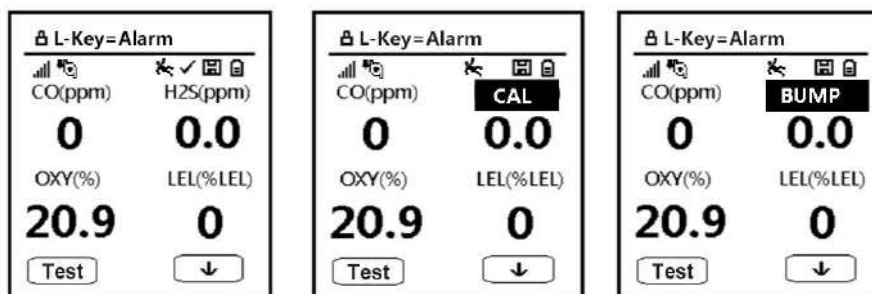 L-Key=Alarm
CO(ppm) H2S(ppm)
0 0.0
OXY(%) LEL(%LEL)
20.9 0
Test
L-Key=Alarm
CO(ppm) CAL
0 0.0
OXY(%) LEL(%LEL)
20.9 0
Test
L-Key=Alarm
CO(ppm) BUMP
0 0.0
OXY(%) LEL(%LEL)
20.9 0
Test